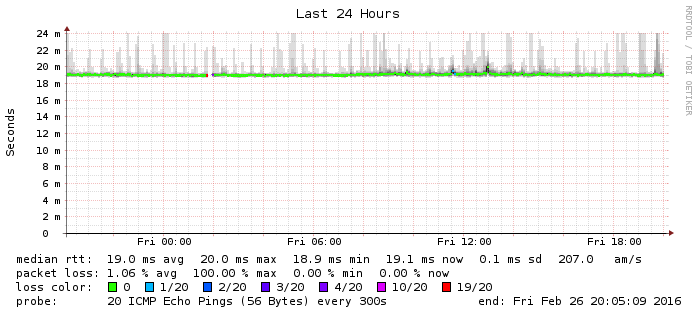 Last 24 Hours
RRDTOOL / TOBI OETIKER
Seconds
24 m
22 m
20 m
18 m
16 m
14 m
12 m
10 m
8 m
6 m
4 m
2 m
0
Fri 00:00 Fri 06:00 Fri 12:00 Fri 18:00
median rtt: 19.0 ms avg 20.0 ms max 18.9 ms min 19.1 ms now 0.1 ms sd 207.0 am/s
packet loss: 1.06 % avg 100.00 % max 0.00 % min 0.00 % now
loss color: 0 1/20 2/20 3/20 4/20 10/20 19/20
probe: 20 ICMP Echo Pings (56 Bytes) every 300s end: Fri Feb 26 20:05:09 2016